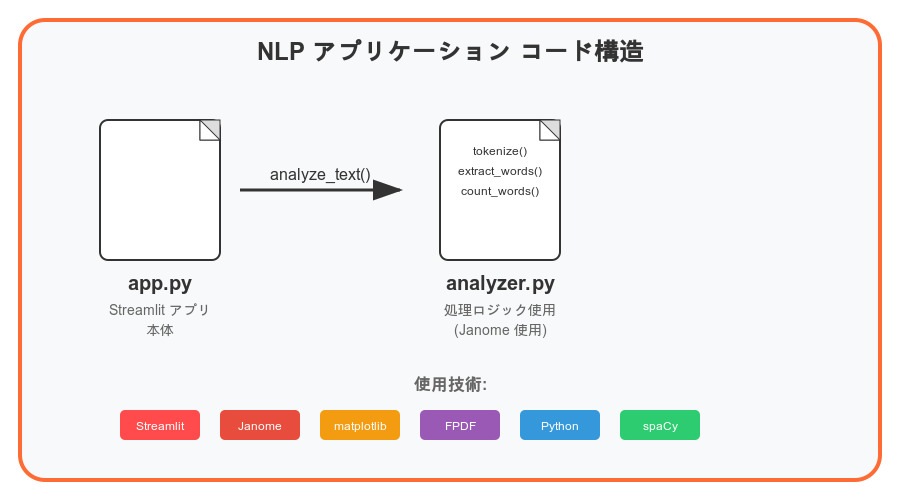 NLP アプリケーション コード構造
analyze_text()
tokenize()
extract_words()
count_words()
app.py
Streamlit アプリ
本体
analyzer.py
処理ロジック使用
(Janome 使用)
使用技術:
Streamlit
Janome
matplotlib
FPDF
Python
spaCy